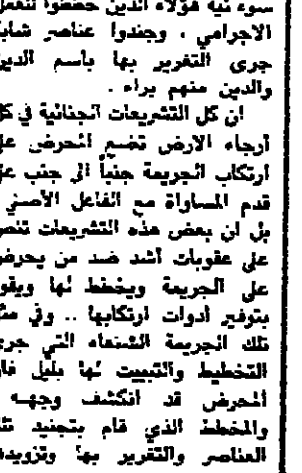 سوء نية هؤلاء الذين خططوا للعمل
الاجرامي ، وجندوا عناصر شابة
جرى التغرير بها باسم الدين
والدين منهم براء .
ان كل التشريعات الجنائية في كل
أرجاء الارض تضع المحرض على
ارتكاب الجريمة جنباً الى جنب على
قدم المساواة مع الفاعل الأصلي
بل ان بعض هذه التشريعات تنص
على عقوبات أشد ضد من يحرض
على الجريمة ويخطط لها ويقوم
بتوفير أدوات ارتكابها .. وفي مثل
تلك الجريمة الشنعاء التي جرى
التخطيط والتبييت لها بليل فان
المحرض قد انكشف وجهه
والمخطط الذي قام بتجنيد تلك
العناصر والتغرير بها وتزويدها